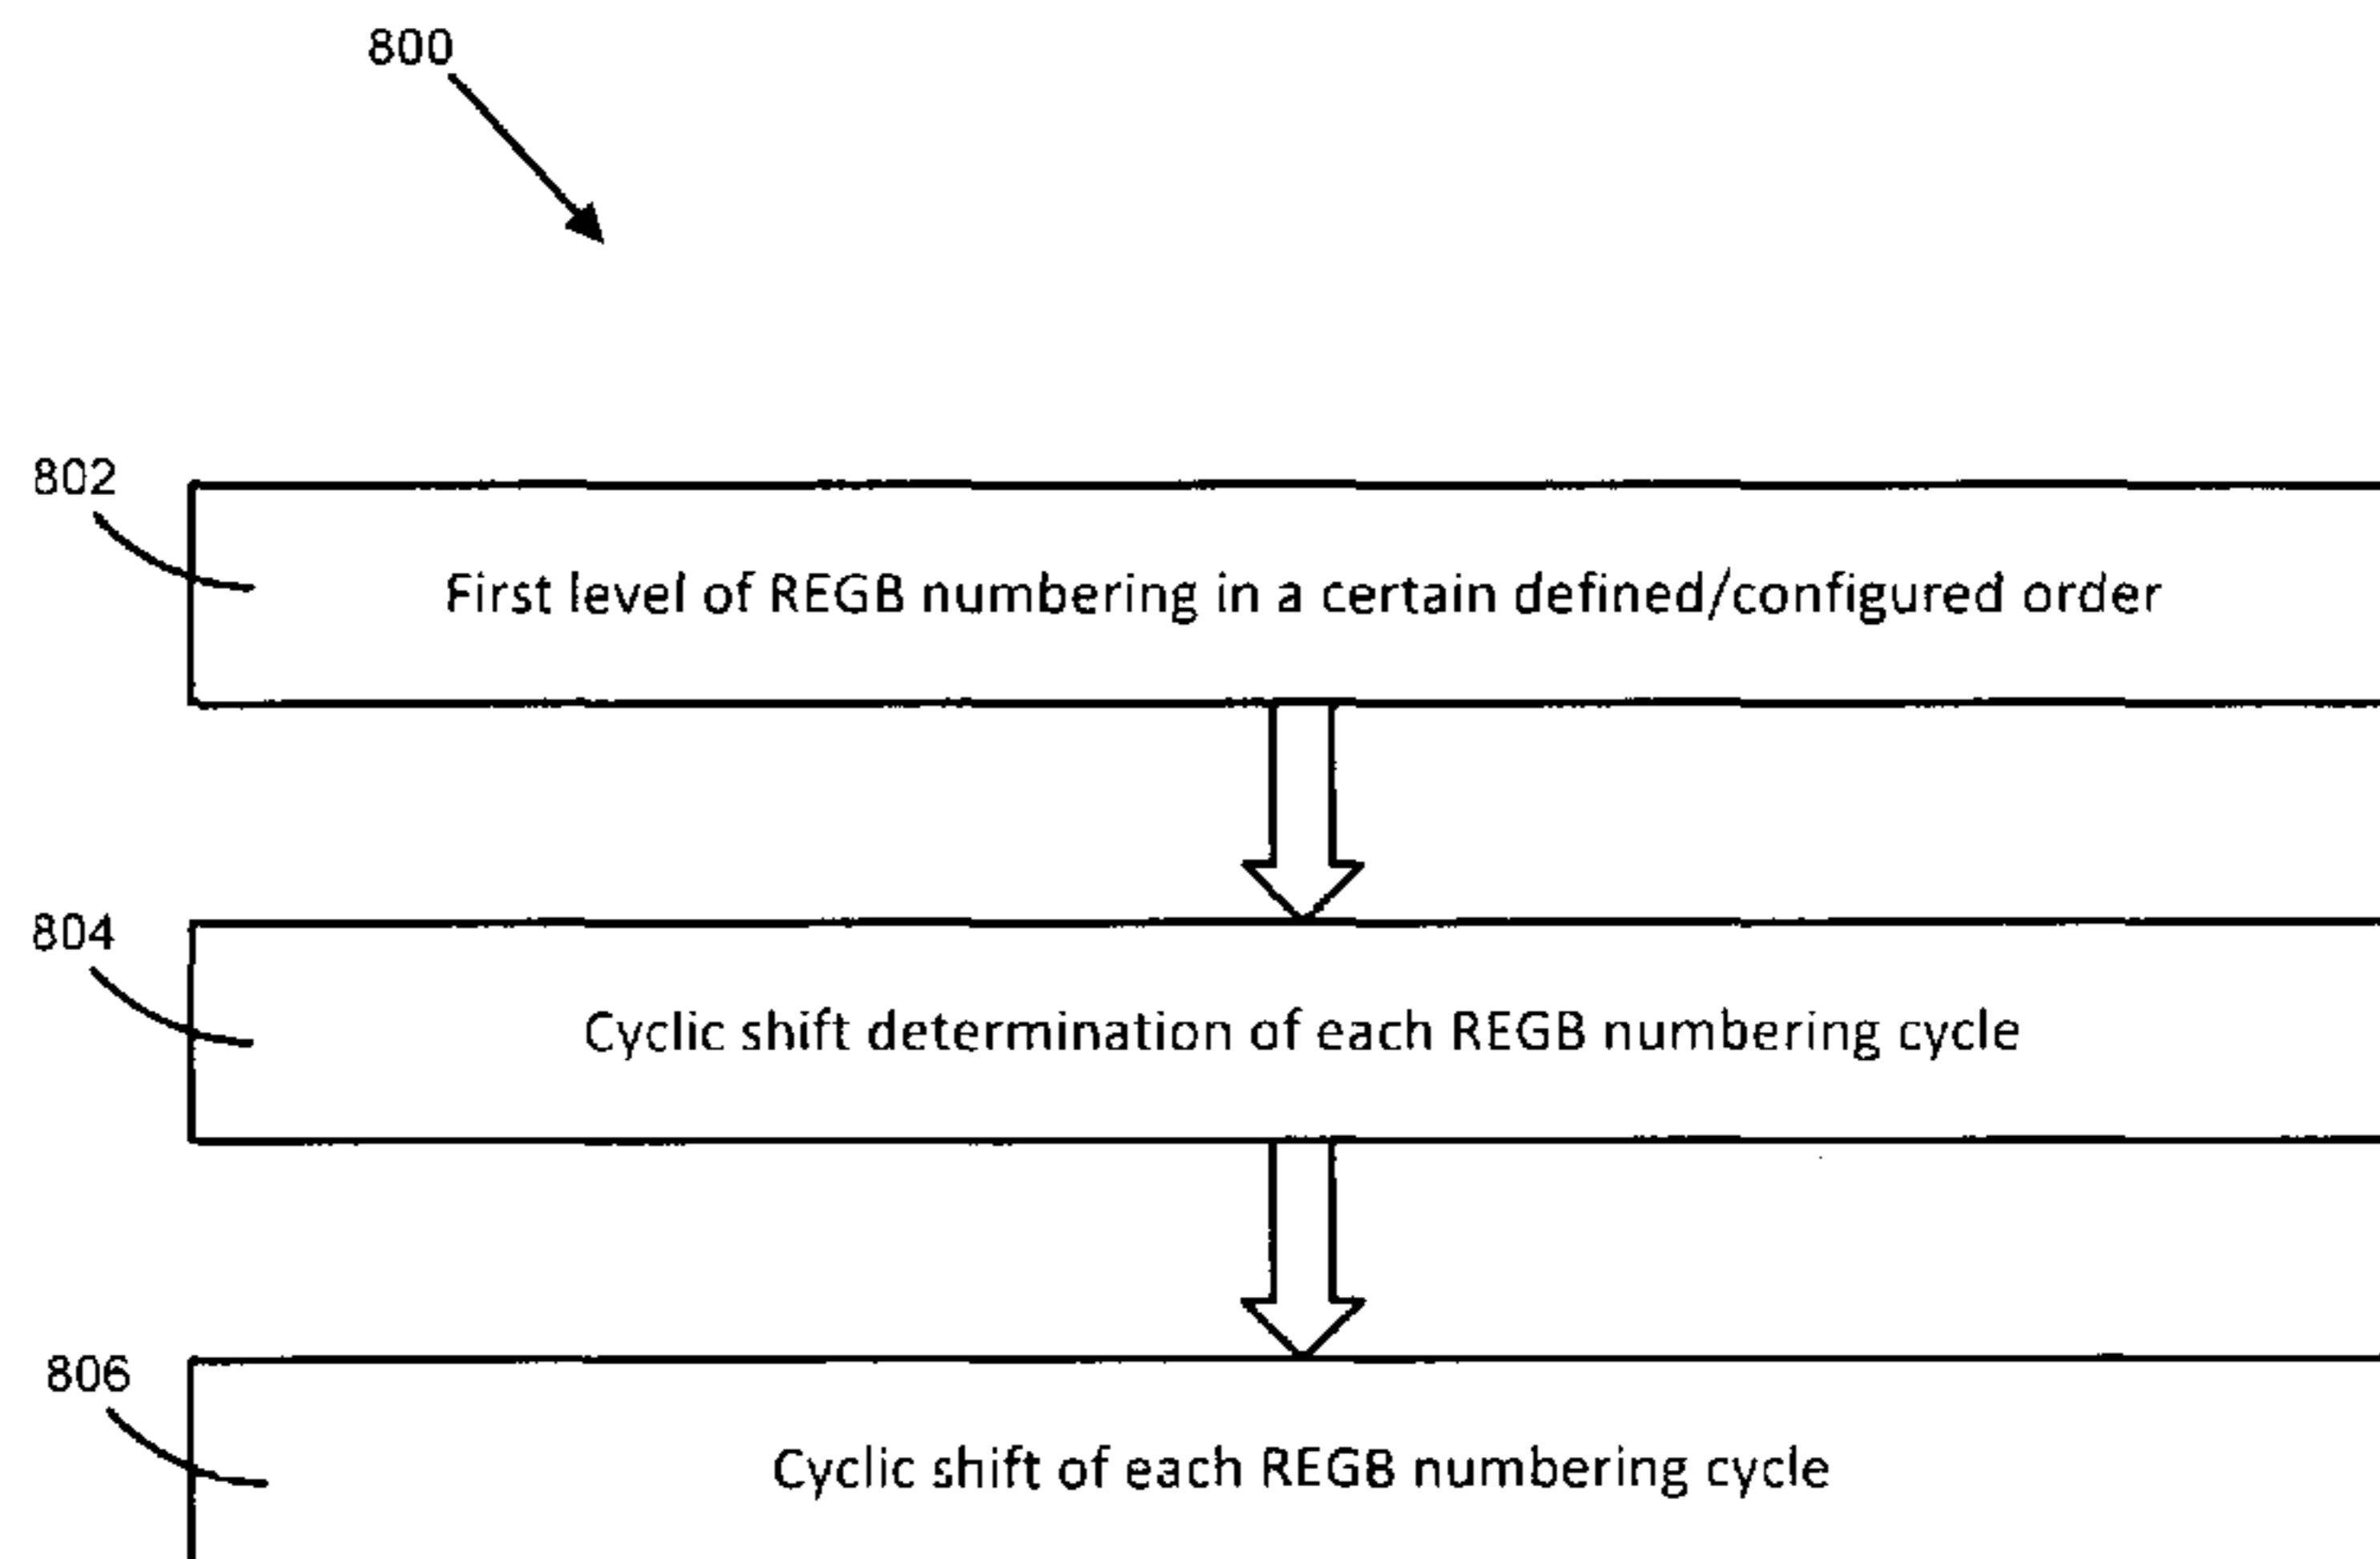 800
802
First level of REGB numbering in a certain defined/configured order
804
Cyclic shift determination of each REGB numbering cycle
806
Cyclic shift of each REGB numbering cycle